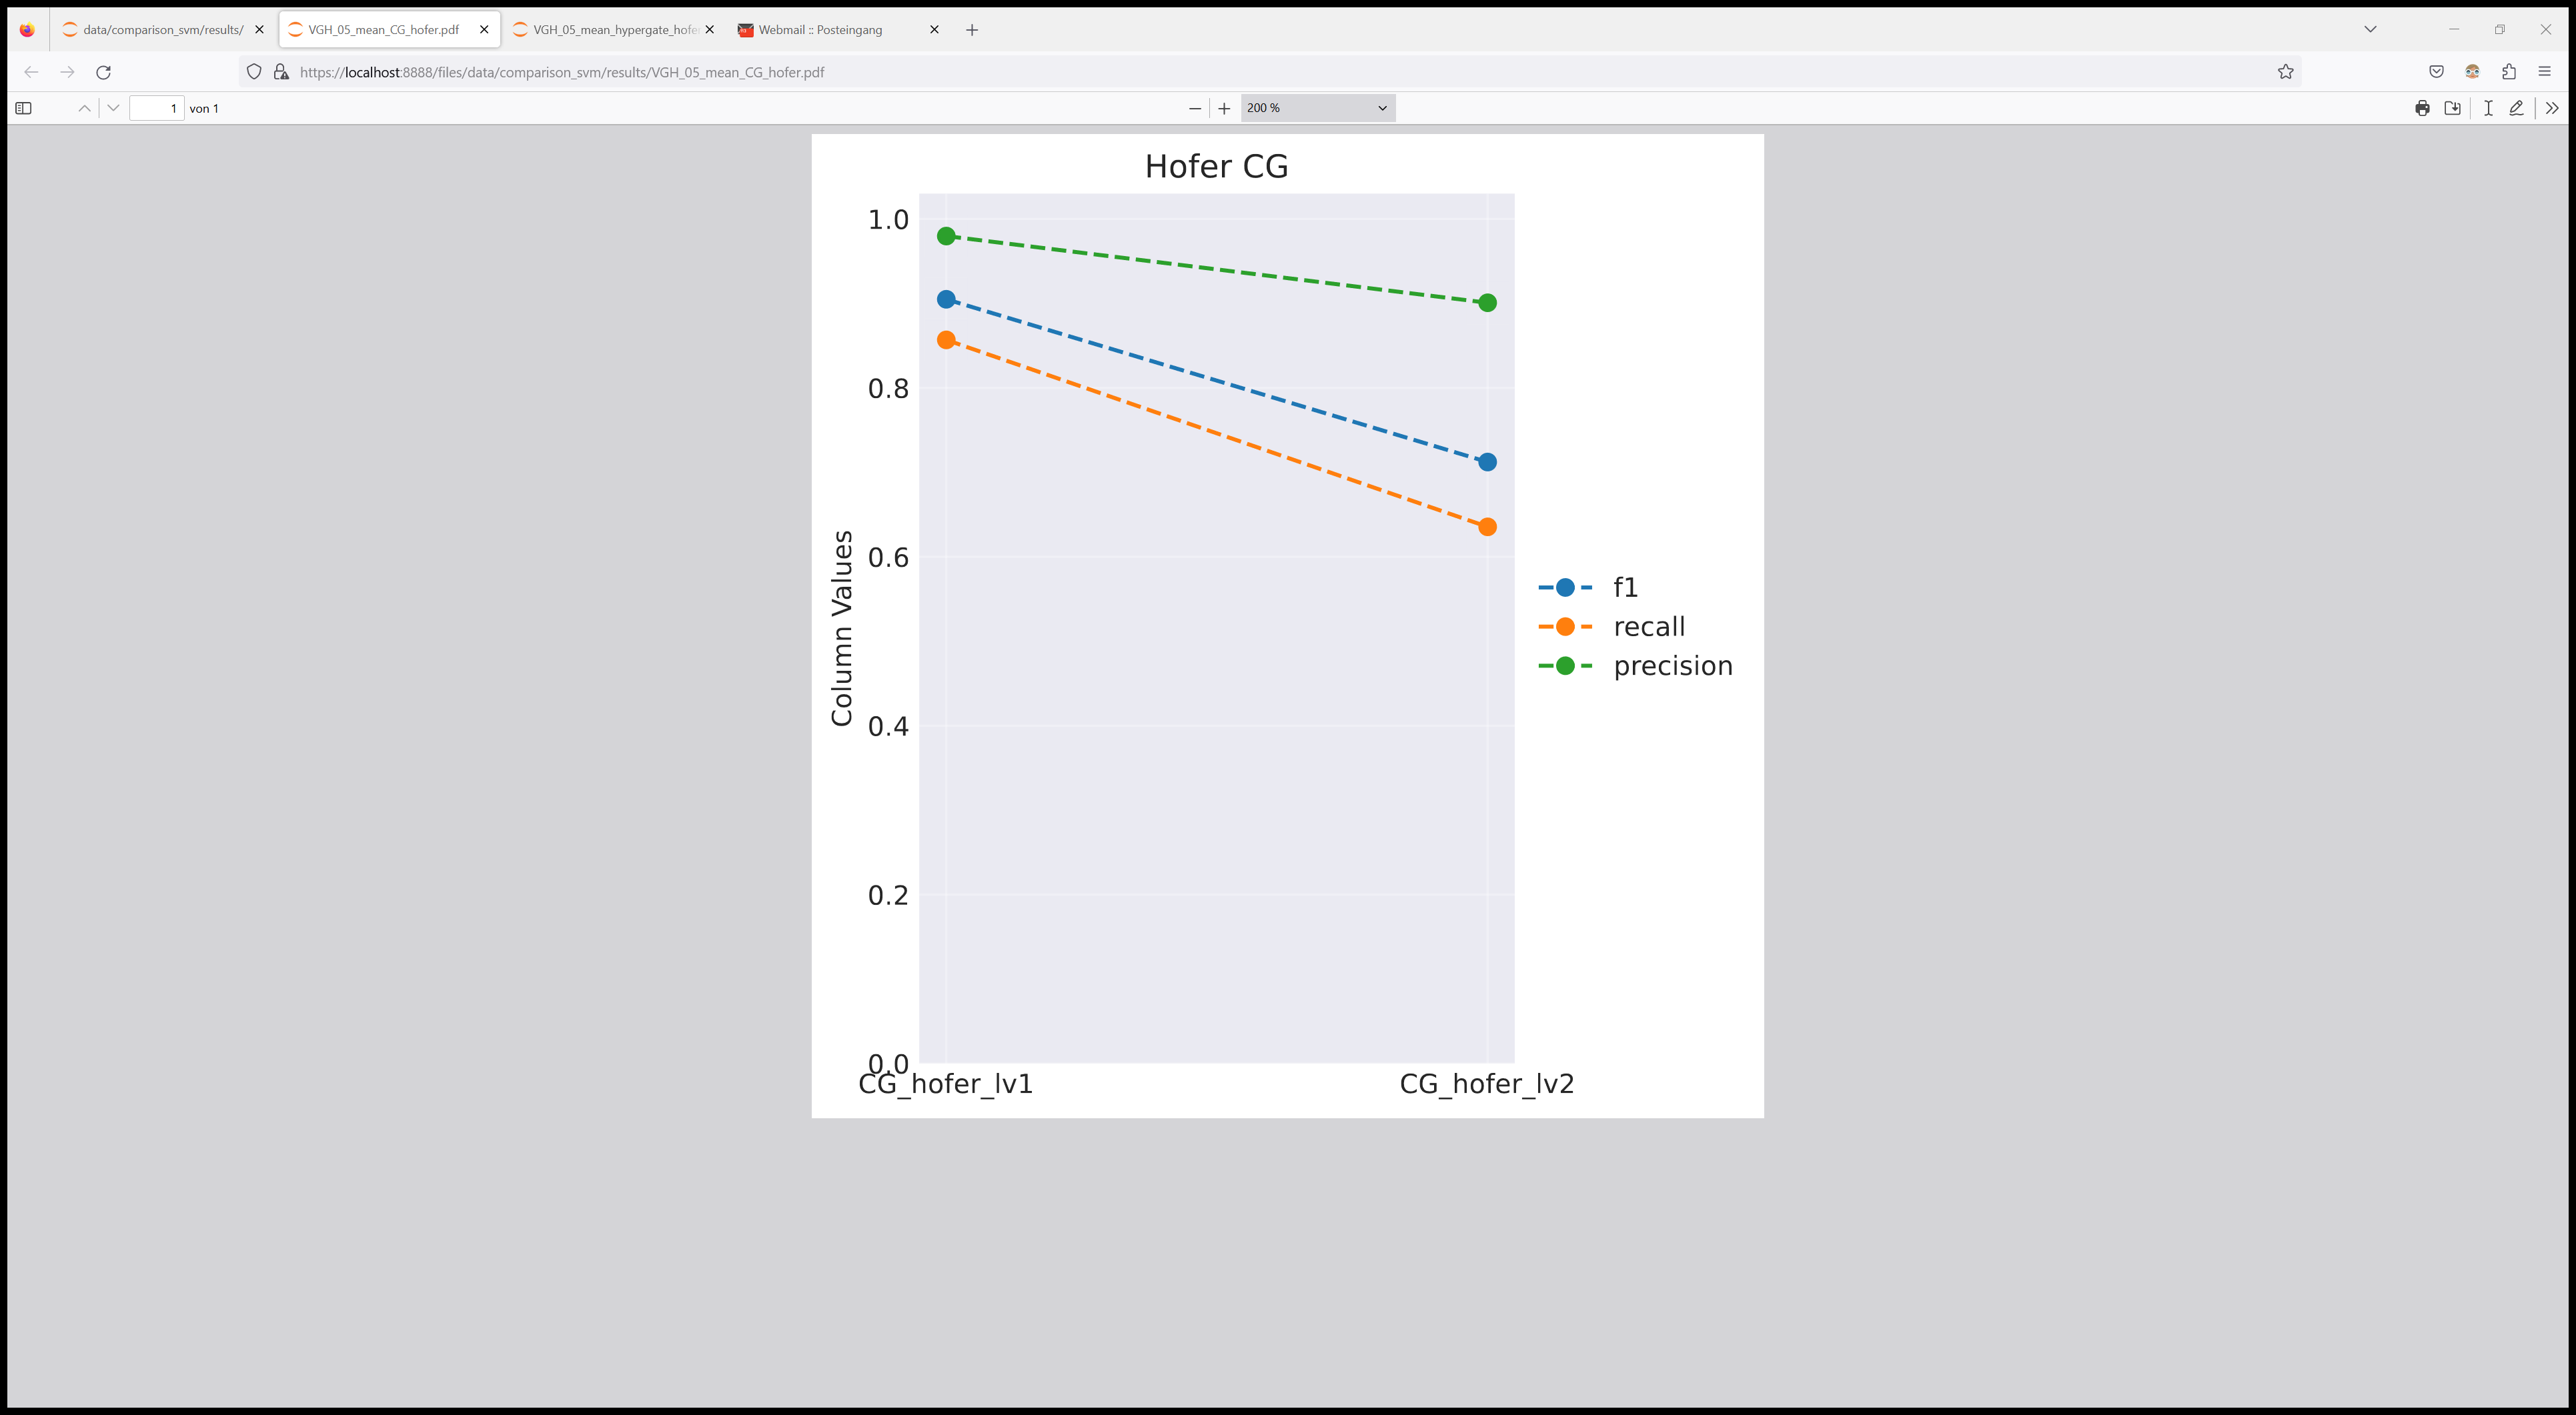 data/comparison_svm/results/
VGH_05_mean_CG_hofer.pdf
VGH_05_mean_hypergate_hofer
Webmail :: Posteingang
https://localhost:8888/files/data/comparison_svm/results/VGH_05_mean_CG_hofer.pdf
1 von 1
200 %
Hofer CG
1.0
0.8
0.6
0.4
0.2
0.0
Column Values
CG_hofer_lv1
CG_hofer_lv2
f1
recall
precision